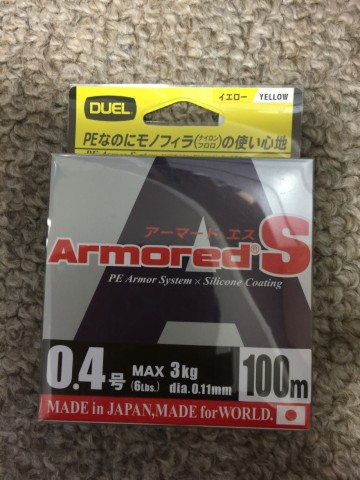 DUEL
イエロー YELLOW
PEなのにモノフィラ(ナイロン フロロ)の使い心地
アーマード エス
Armored® S
PE Armor System × Silicone Coating
0.4号 MAX 3kg 100m
(6Lbs.) dia. 0.11mm
MADE in JAPAN, MADE for WORLD.